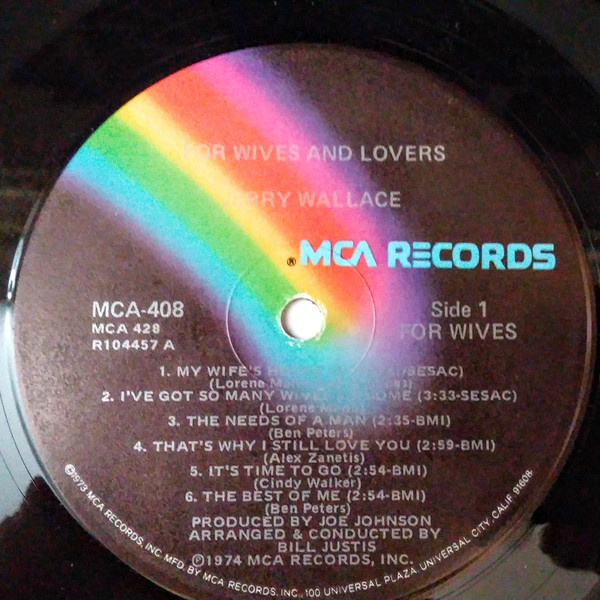 FOR WIVES AND LOVERS
JERRY WALLACE
® MCA RECORDS
MCA-408
MCA 428
R104457 A
Side 1
FOR WIVES
1. MY WIFE'S SESAC)
(Lorene
2. I'VE GOT SO MANY (3:33-SESAC)
(Lorene
3. THE NEEDS OF A MAN (2:35-BMI)
(Ben Peters)
4. THAT'S WHY I STILL LOVE YOU (2:59-BMI)
(Alex Zanetis)
5. IT'S TIME TO GO (2:54-BMI)
(Cindy Walker)
6. THE BEST OF ME (2:54-BMI)
(Ben Peters)
PRODUCED BY JOE JOHNSON
ARRANGED & CONDUCTED BY
BILL JUSTIS
℗1974 MCA RECORDS, INC.
©1973 MCA RECORDS, INC. MFD. BY MCA RECORDS, INC., 100 UNIVERSAL PLAZA, UNIVERSAL CITY, CALIF. 91608